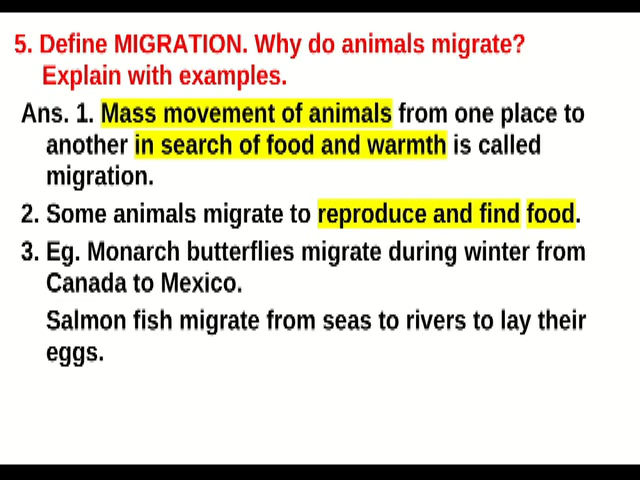 5. Define MIGRATION. Why do animals migrate?
Explain with examples.
Ans. 1. Mass movement of animals from one place to
another in search of food and warmth is called
migration.
2. Some animals migrate to reproduce and find food.
3. Eg. Monarch butterflies migrate during winter from
Canada to Mexico.
Salmon fish migrate from seas to rivers to lay their
eggs.